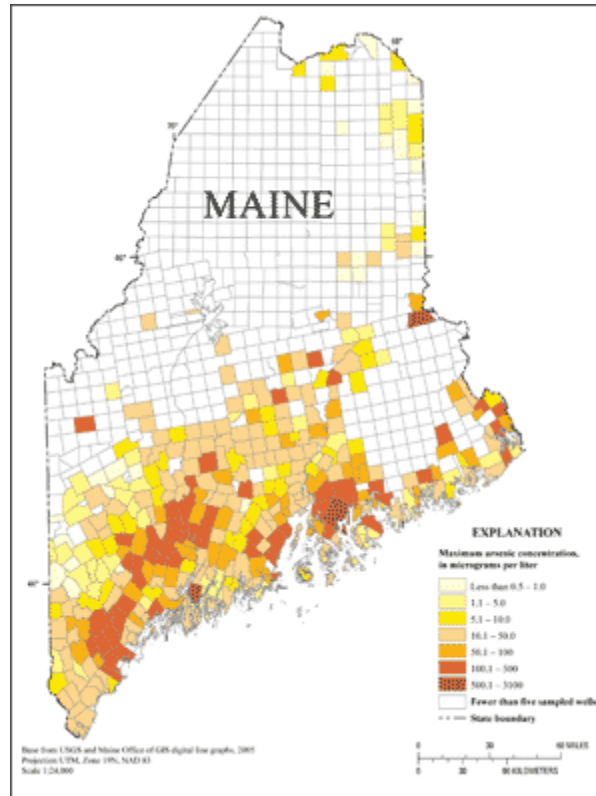 MAINE
EXPLANATION
Maximum arsenic concentration,
in micrograms per liter
Less than 0.5 – 1.0
1.1 – 5.0
5.1 – 10.0
10.1 – 50.0
50.1 – 100
100.1 – 500
500.1 – 3100
Fewer than five sampled wells
State boundary
Base from USGS and Maine Office of GIS digital line graphs, 2005
Projection UTM, Zone 19N, NAD 83
Scale 1:24,000
0 30 60 MILES
0 30 60 KILOMETERS